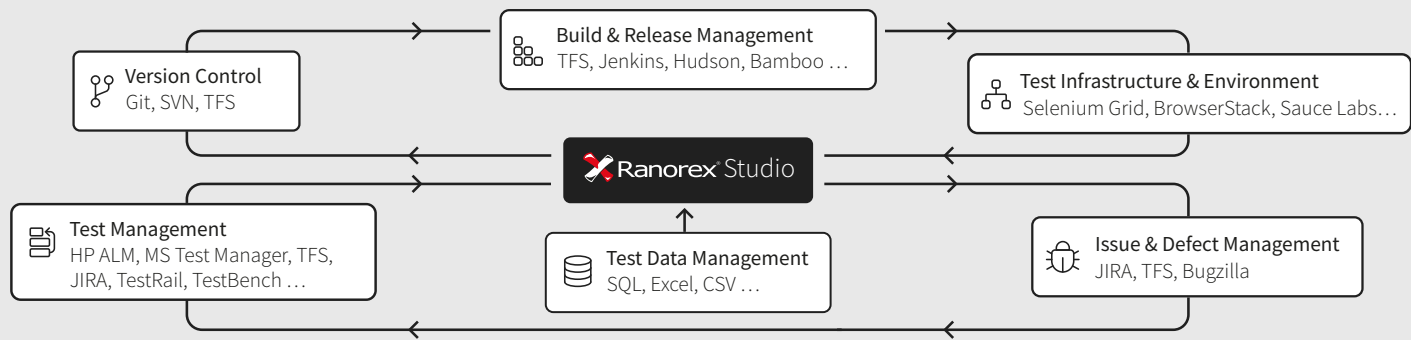 Build & Release Management
TFS, Jenkins, Hudson, Bamboo …
Version Control
Git, SVN, TFS
Test Infrastructure & Environment
Selenium Grid, BrowserStack, Sauce Labs…
Ranorex® Studio
Test Management
HP ALM, MS Test Manager, TFS,
JIRA, TestRail, TestBench …
Test Data Management
SQL, Excel, CSV …
Issue & Defect Management
JIRA, TFS, Bugzilla